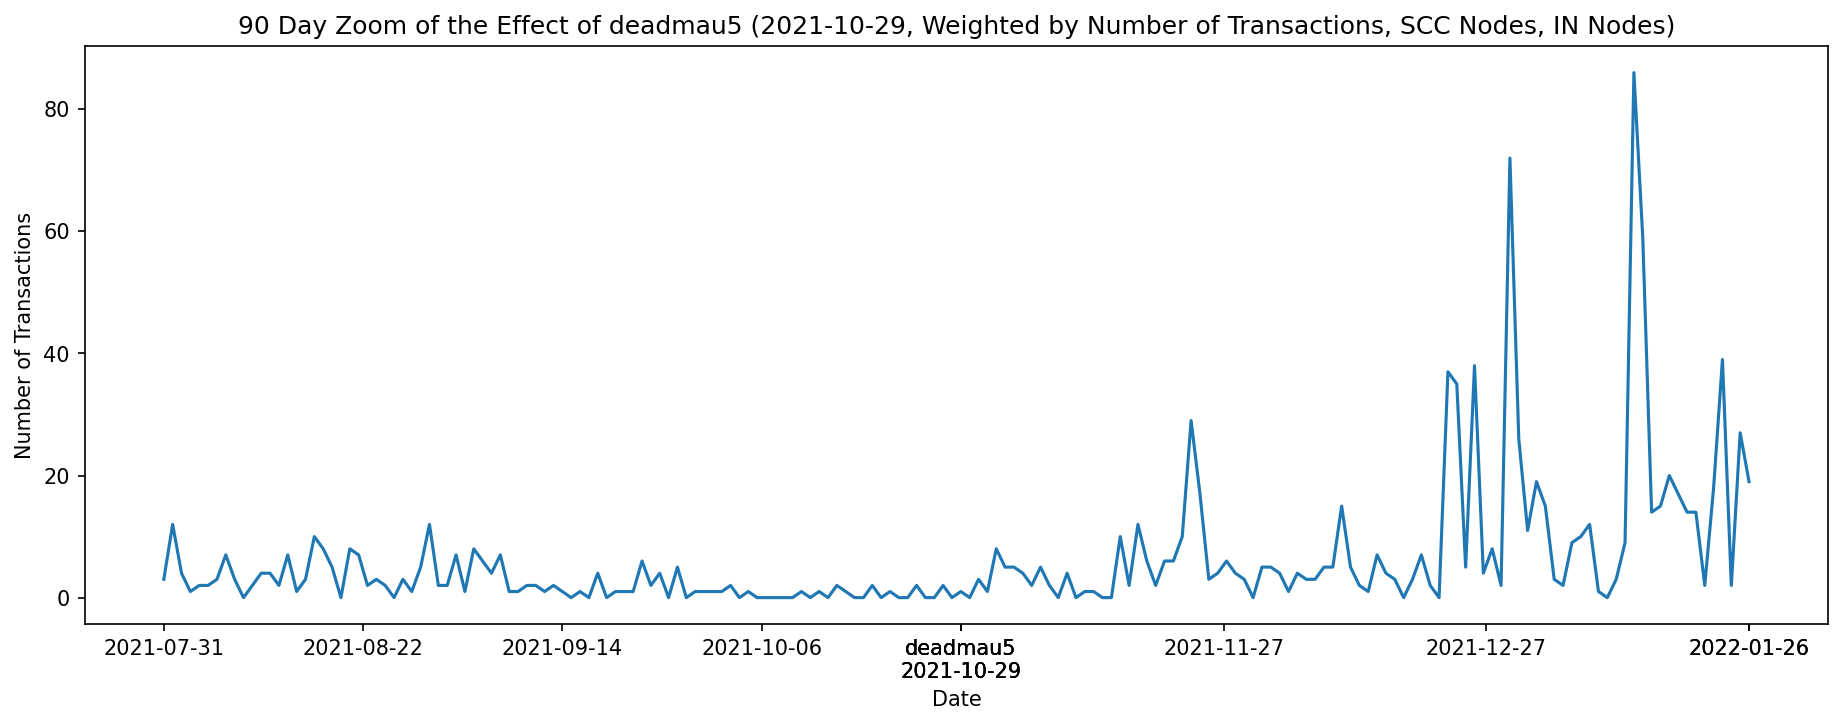 90 Day Zoom of the Effect of deadmau5 (2021-10-29, Weighted by Number of Transactions, SCC Nodes, IN Nodes)
Number of Transactions
80
60
40
20
0
2021-07-31 2021-08-22 2021-09-14 2021-10-06 deadmau5 2021-11-27 2021-12-27 2022-01-26
2021-10-29
Date